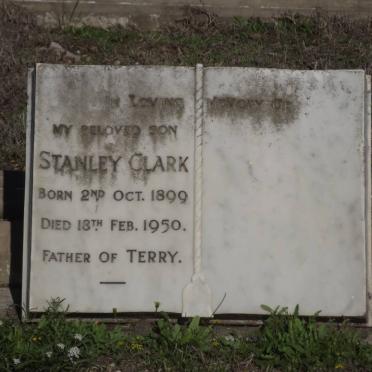 IN LOVING MEMORY OF
MY BELOVED SON
STANLEY CLARK
BORN 2ND OCT. 1899
DIED 18TH FEB. 1950.
FATHER OF TERRY.